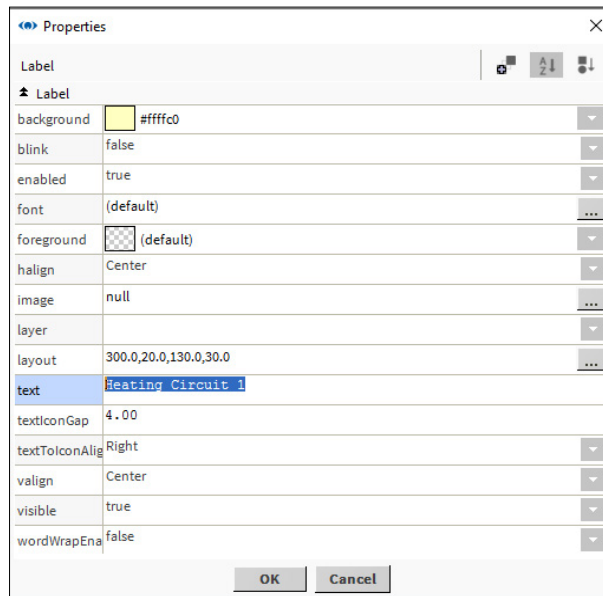 Properties
Label
Label
background #ffffc0
blink false
enabled true
font (default) ...
foreground (default)
halign Center
image null ...
layer
layout 300.0,20.0,130.0,30.0 ...
text Heating Circuit 1
textIconGap 4.00
textToIconAlig Right
valign Center
visible true
wordWrapEna false
OK Cancel